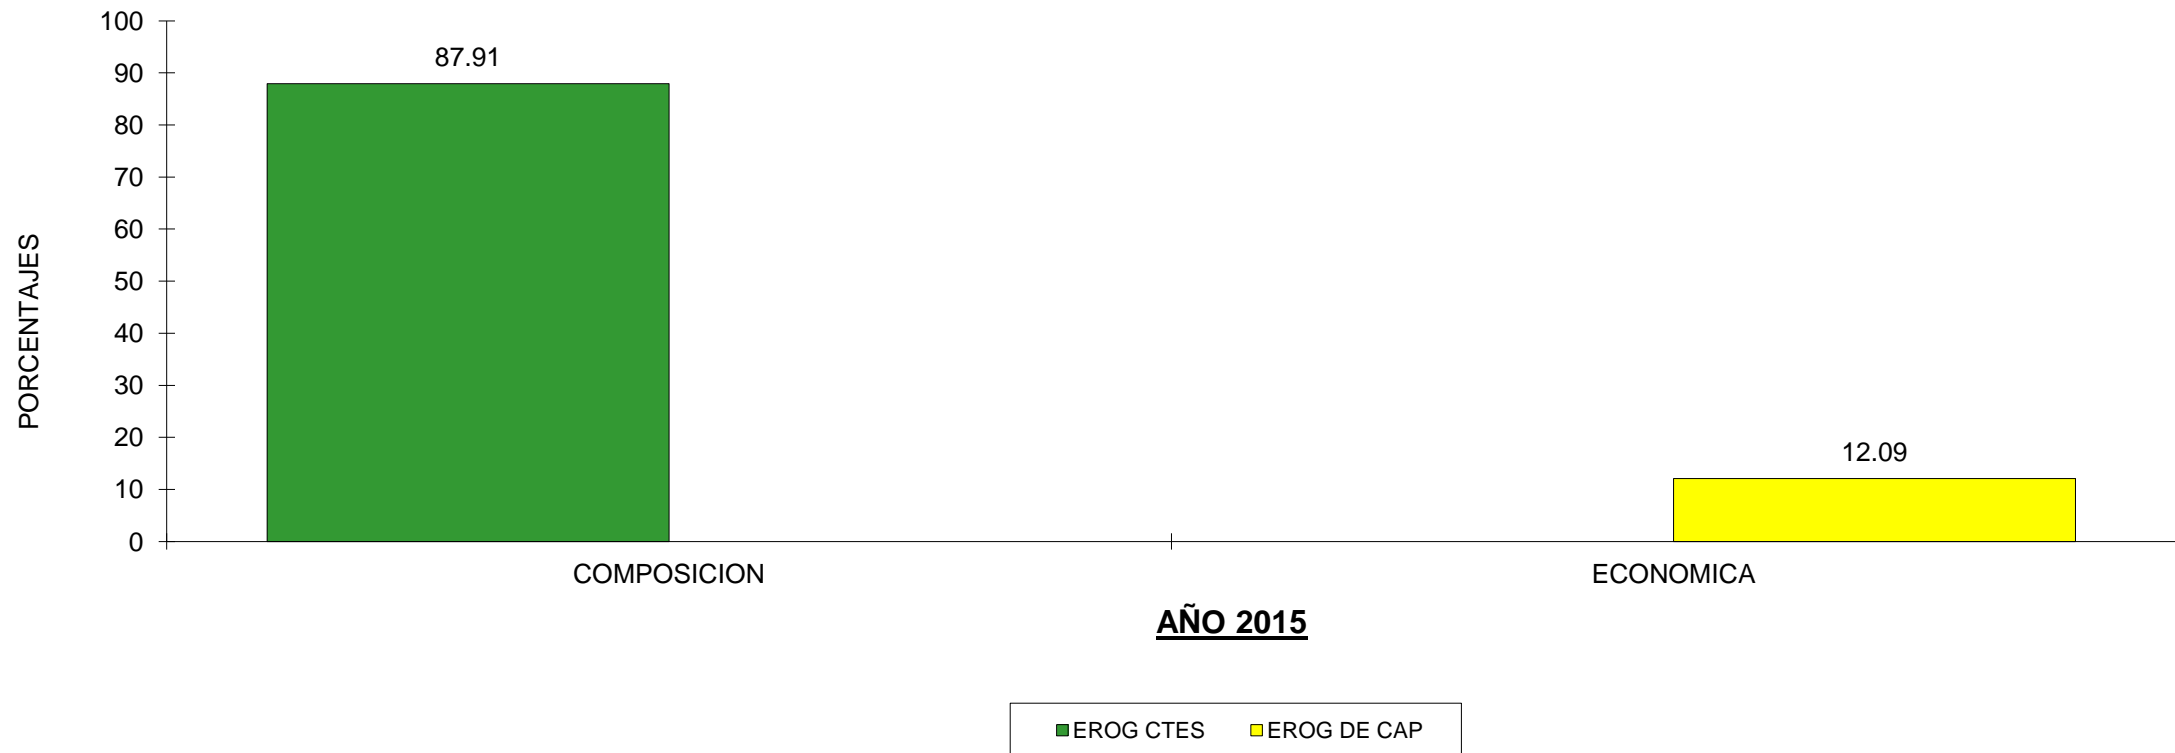 PORCENTAJES
100
90
80
70
60
50
40
30
20
10
0
87.91
12.09
COMPOSICION
ECONOMICA
AÑO 2015
EROG CTES
EROG DE CAP